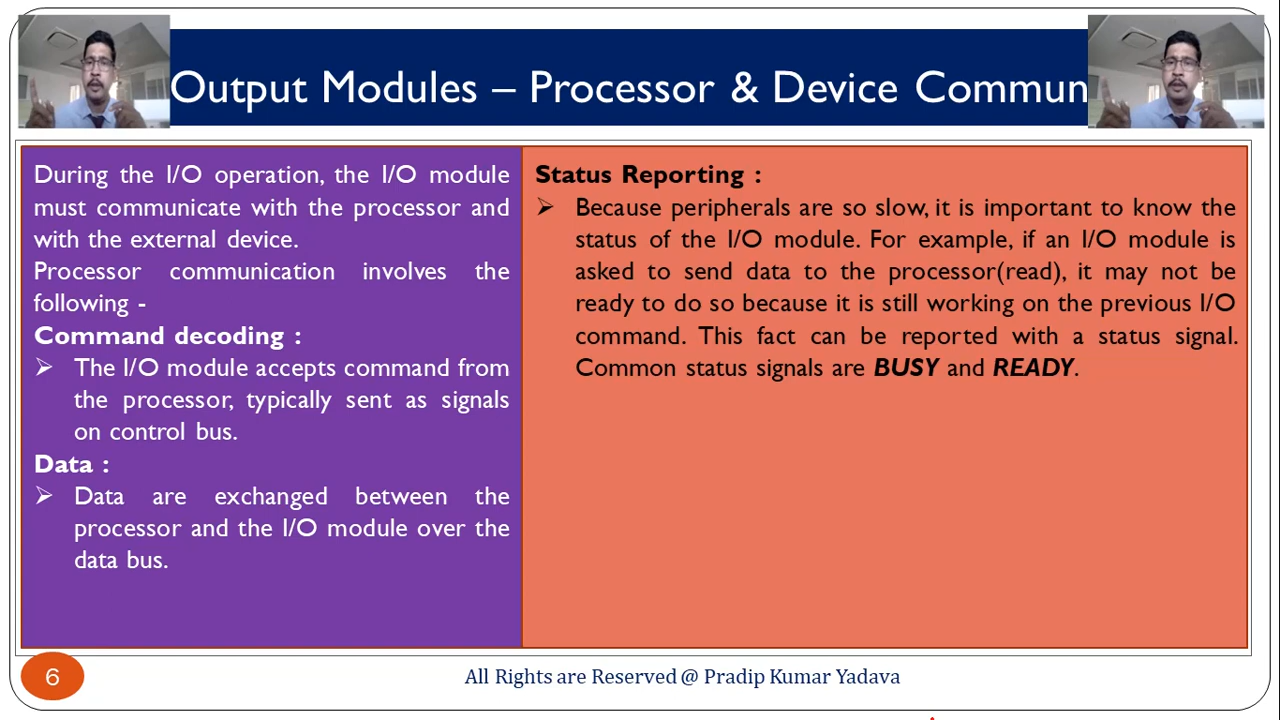 Output Modules – Processor & Device Commun
During the I/O operation, the I/O module
must communicate with the processor and
with the external device.
Processor communication involves the
following -
Command decoding :
➢ The I/O module accepts command from
the processor, typically sent as signals
on control bus.
Data :
➢ Data are exchanged between the
processor and the I/O module over the
data bus.
Status Reporting :
➢ Because peripherals are so slow, it is important to know the
status of the I/O module. For example, if an I/O module is
asked to send data to the processor(read), it may not be
ready to do so because it is still working on the previous I/O
command. This fact can be reported with a status signal.
Common status signals are BUSY and READY.
6
All Rights are Reserved @ Pradip Kumar Yadava